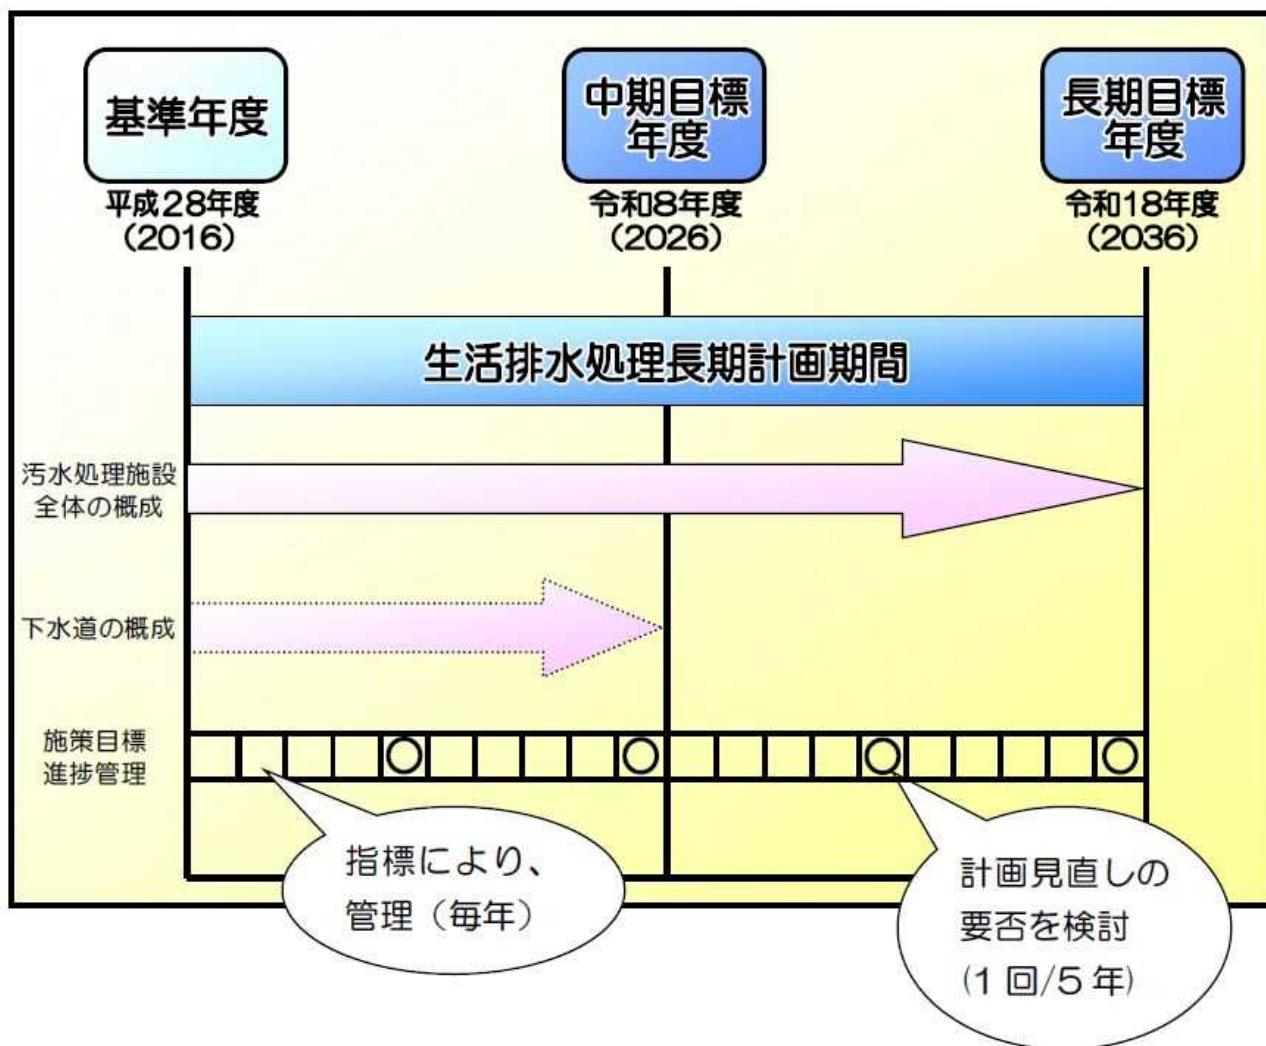 基準年度
平成28年度
（2016）
中期目標
年度
令和8年度
（2026）
長期目標
年度
令和18年度
（2036）
生活排水処理長期計画期間
汚水処理施設
全体の概成
下水道の概成
施策目標
進捗管理
指標により、
管理（毎年）
計画見直しの
要否を検討
(1 回/5 年)